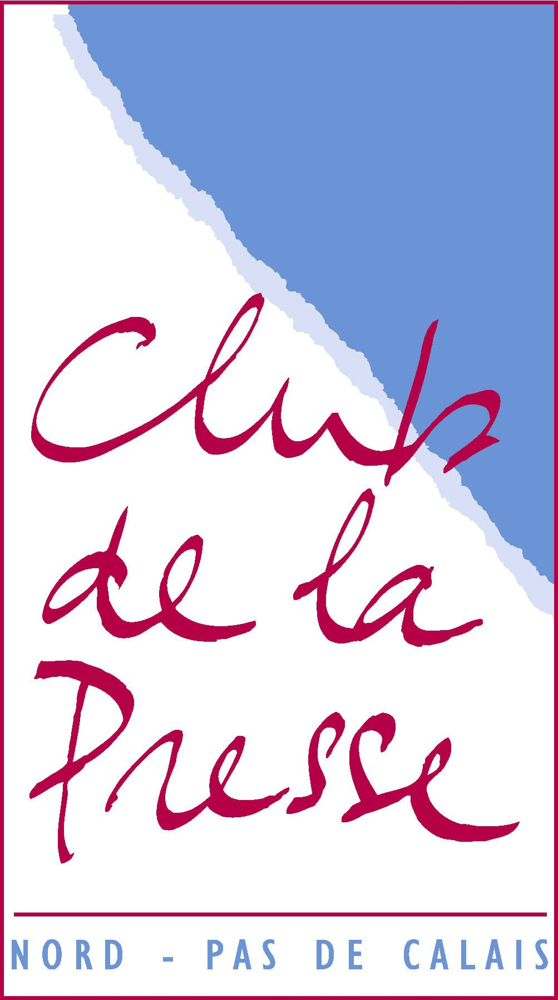 Club
de la
Presse
NORD - PAS DE CALAIS